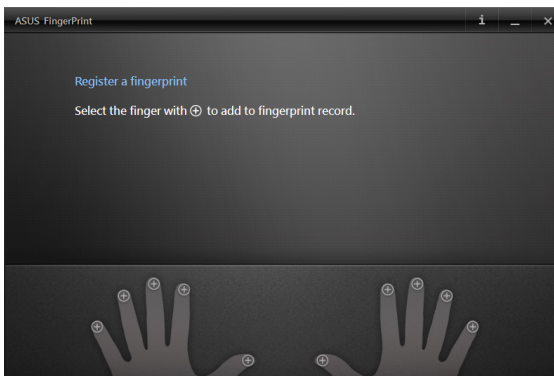 ASUS FingerPrint
Register a fingerprint
Select the finger with ⊕ to add to fingerprint record.